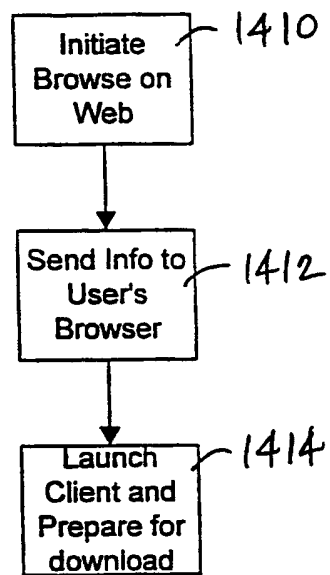 Initiate
Browse on
Web
1410
Send Info to
User's
Browser
1412
Launch
Client and
Prepare for
download
1414